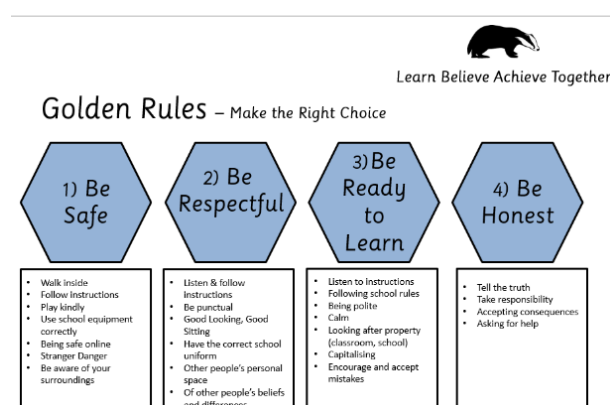 Learn Believe Achieve Together
Golden Rules – Make the Right Choice
1) Be
Safe
2) Be
Respectful
3) Be
Ready
to
Learn
4) Be
Honest
• Walk inside
• Follow instructions
• Play kindly
• Use school equipment
correctly
• Being safe online
• Stranger Danger
• Be aware of your
surroundings
• Listen & follow
instructions
• Be punctual
• Good Looking, Good
Sitting
• Have the correct school
uniform
• Other people's personal
space
• Of other people's beliefs
and differences
• Listen to instructions
• Following school rules
• Being polite
• Calm
• Looking after property
(classroom, school)
• Capitalising
• Encourage and accept
mistakes
• Tell the truth
• Take responsibility
• Accepting consequences
• Asking for help